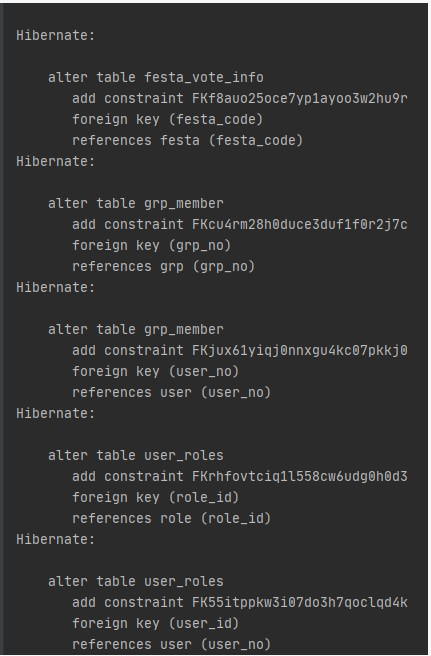 Hibernate:
alter table festa_vote_info
add constraint FKf8auo25oce7yp1ayoo3w2hu9r
foreign key (festa_code)
references festa (festa_code)
Hibernate:
alter table grp_member
add constraint FKcu4rm28h0duce3duf1f0r2j7c
foreign key (grp_no)
references grp (grp_no)
Hibernate:
alter table grp_member
add constraint FKjux61yiqj0nnxgu4kc07pkkj0
foreign key (user_no)
references user (user_no)
Hibernate:
alter table user_roles
add constraint FKrhfovtciq1l558cw6udg0h0d3
foreign key (role_id)
references role (role_id)
Hibernate:
alter table user_roles
add constraint FK55itppkw3i07do3h7qoclqd4k
foreign key (user_id)
references user (user_no)